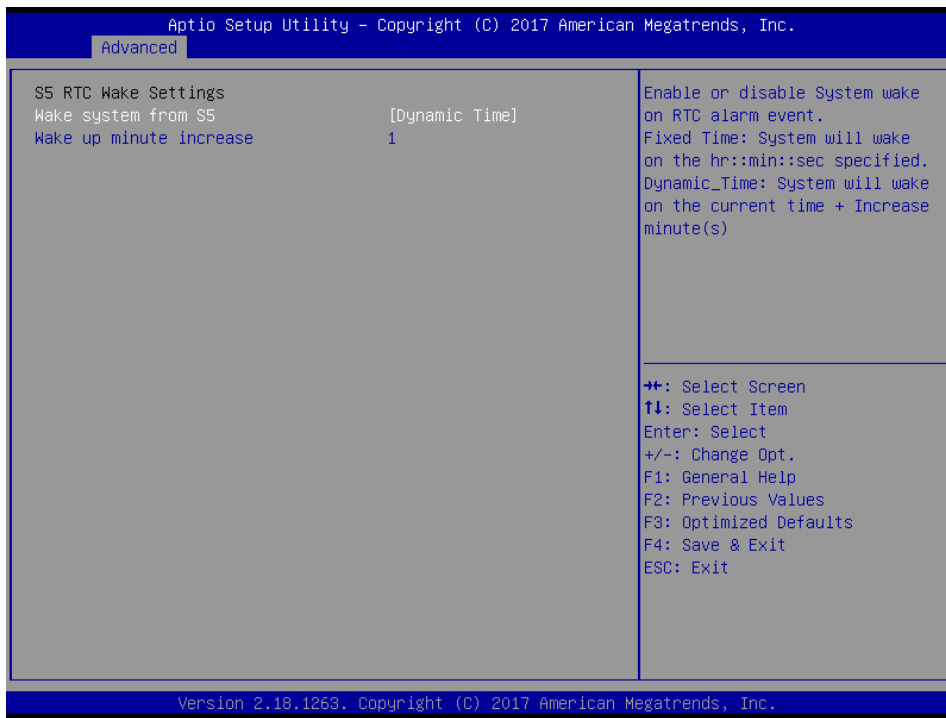 Aptio Setup Utility – Copyright (C) 2017 American Megatrends, Inc.
Advanced
S5 RTC Wake Settings
Wake system from S5 [Dynamic Time]
Wake up minute increase 1
Enable or disable System wake
on RTC alarm event.
Fixed Time: System will wake
on the hr::min::sec specified.
Dynamic_Time: System will wake
on the current time + Increase
minute(s)
→←: Select Screen
↑↓: Select Item
Enter: Select
+/-: Change Opt.
F1: General Help
F2: Previous Values
F3: Optimized Defaults
F4: Save & Exit
ESC: Exit
Version 2.18.1263. Copyright (C) 2017 American Megatrends, Inc.